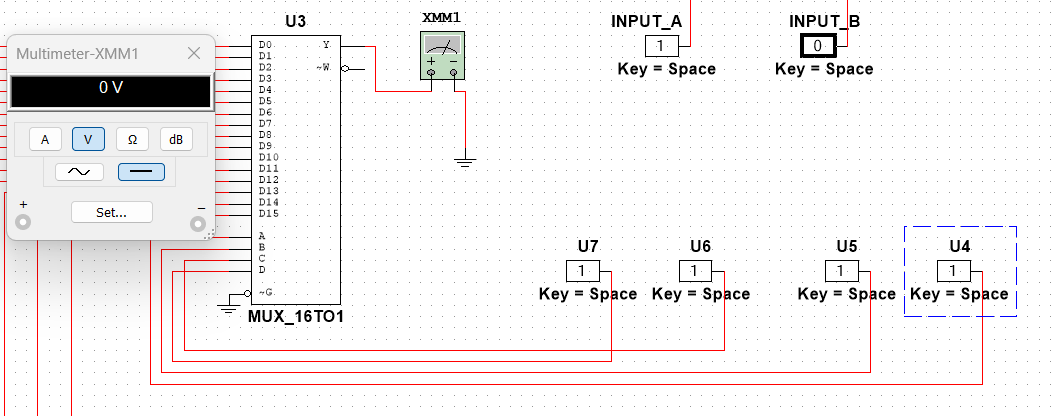 INPUT_A
1
Key = Space
INPUT_B
0
Key = Space
XMM1
+
−
U3
D0
D1
D2
D3
D4
D5
D6
D7
D8
D9
D10
D11
D12
D13
D14
D15
A
B
C
D
~G
Y
~W
MUX_16TO1
Multimeter-XMM1
0 V
A
V
Ω
dB
+
Set...
−
U7
1
Key = Space
U6
1
Key = Space
U5
1
Key = Space
U4
1
Key = Space